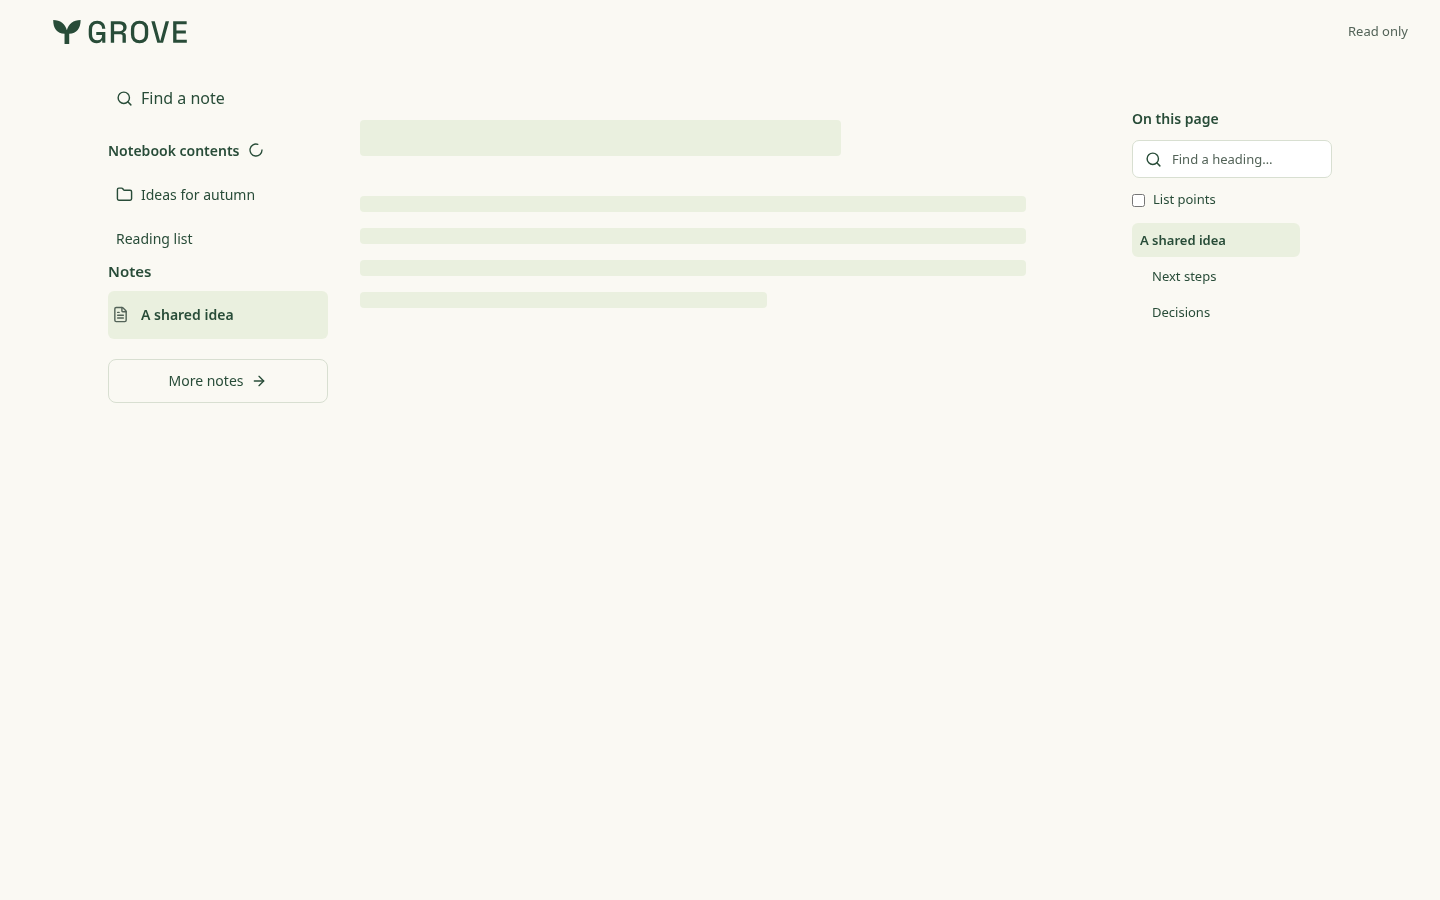 GROVE
Read only
Find a note
Notebook contents
Ideas for autumn
Reading list
Notes
A shared idea
More notes
On this page
Find a heading...
List points
A shared idea
Next steps
Decisions